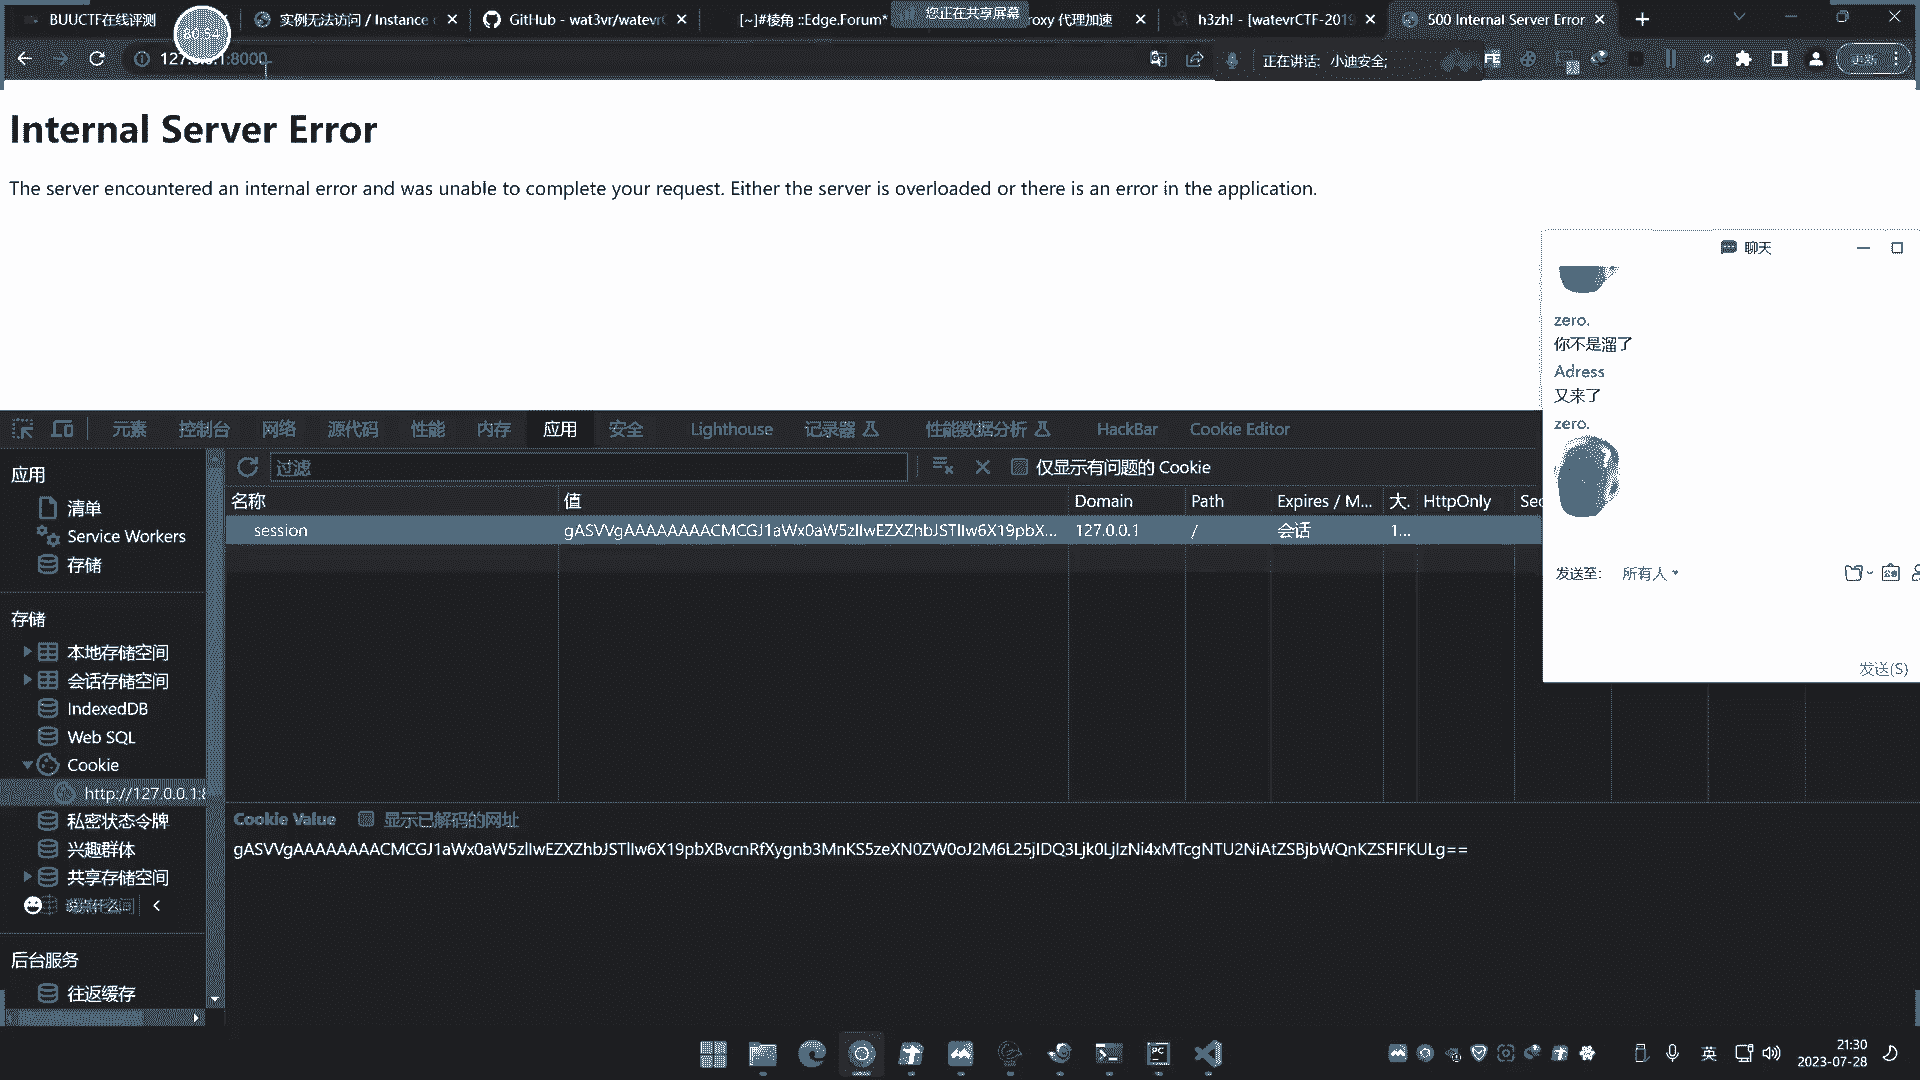 BUUCTF在线评测
实例无法访问 / Instance
GitHub - wat3vr/watevr
[~]#棱角 ::Edge.Forum*
您正在共享屏幕
oxy 代理加速
h3zh! - [watevrCTF-2019
500 Internal Server Error
80:54
:8000
正在讲话: 小迪安全;
Internal Server Error
The server encountered an internal error and was unable to complete your request. Either the server is overloaded or there is an error in the application.
聊天
zero.
你不是溜了
Adress
又来了
zero.
发送至: 所有人
发送(S)
元素 控制台 网络 源代码 性能 内存 应用 安全 Lighthouse 记录器 性能数据分析 HackBar Cookie Editor
应用
过滤
仅显示有问题的 Cookie
名称 值 Domain Path Expires / M... 大. HttpOnly Sec
session gASVVgAAAAAAAACMCGJ1aWx0aW5zlIwEZXZhbJSTlIw6X19pbX... 127.0.0.1 / 会话 1...
清单
Service Workers
存储
存储
本地存储空间
会话存储空间
IndexedDB
Web SQL
Cookie
http://127.0.0.1:8
私密状态令牌
兴趣群体
共享存储空间
后台服务
往返缓存
Cookie Value 显示已解码的网址
gASVVgAAAAAAAACMCGJ1aWx0aW5zlIwEZXZhbJSTlIw6X19pbXBvcnRfXygnb3MnKS5zeXN0ZW0oJ2M6L25jIDQ3Ljk0LjIzNi4xMTcgNTU2NiAtZSBjbWQnKZSFlFKULg==
英
21:30
2023-07-28